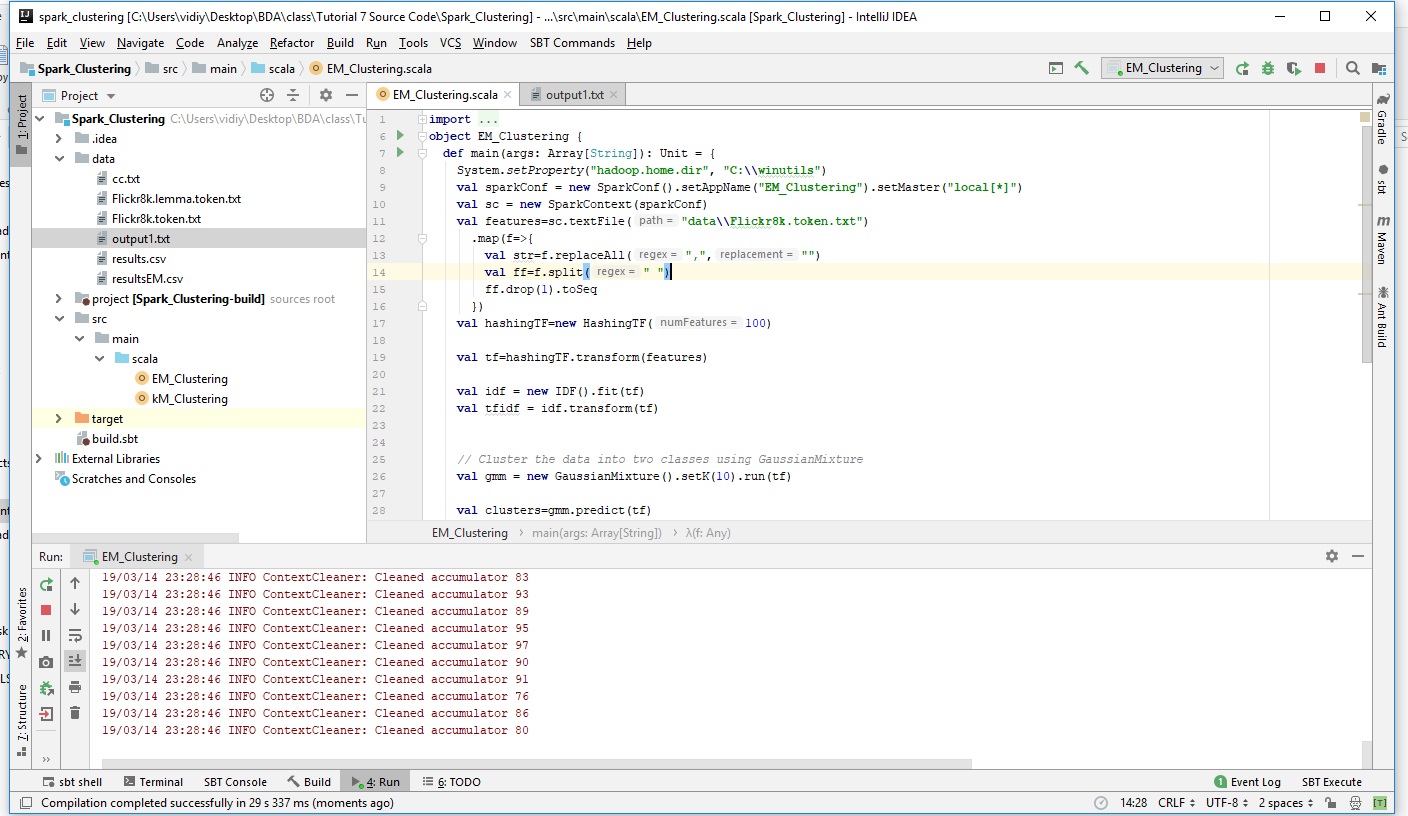 spark_clustering [C:\Users\vidiy\Desktop\BDA\class\Tutorial 7 Source Code\Spark_Clustering] - ...\src\main\scala\EM_Clustering.scala [Spark_Clustering] - IntelliJ IDEA
File Edit View Navigate Code Analyze Refactor Build Run Tools VCS Window SBT Commands Help
Spark_Clustering src main scala EM_Clustering.scala EM_Clustering
1: Project
Project
Spark_Clustering C:\Users\vidiy\Desktop\BDA\class\Tu
.idea
data
cc.txt
Flickr8k.lemma.token.txt
Flickr8k.token.txt
output1.txt
results.csv
resultsEM.csv
project [Spark_Clustering-build] sources root
src
main
scala
EM_Clustering
kM_Clustering
target
build.sbt
External Libraries
Scratches and Consoles
EM_Clustering.scala output1.txt
1 import ...
6 object EM_Clustering {
7 def main(args: Array[String]): Unit = {
8 System.setProperty("hadoop.home.dir", "C:\\winutils")
9 val sparkConf = new SparkConf().setAppName("EM_Clustering").setMaster("local[*]")
10 val sc = new SparkContext(sparkConf)
11 val features=sc.textFile( path = "data\\Flickr8k.token.txt")
12 .map(f=>{
13 val str=f.replaceAll( regex = ",", replacement = "")
14 val ff=f.split( regex = " ")
15 ff.drop(1).toSeq
16 })
17 val hashingTF=new HashingTF( numFeatures = 100)
18
19 val tf=hashingTF.transform(features)
20
21 val idf = new IDF().fit(tf)
22 val tfidf = idf.transform(tf)
23
24
25 // Cluster the data into two classes using GaussianMixture
26 val gmm = new GaussianMixture().setK(10).run(tf)
27
28 val clusters=gmm.predict(tf)
EM_Clustering main(args: Array[String]) λ(f: Any)
Gradle
sbt
Maven
Ant Build
Run: EM_Clustering
19/03/14 23:28:46 INFO ContextCleaner: Cleaned accumulator 83
19/03/14 23:28:46 INFO ContextCleaner: Cleaned accumulator 93
19/03/14 23:28:46 INFO ContextCleaner: Cleaned accumulator 89
19/03/14 23:28:46 INFO ContextCleaner: Cleaned accumulator 95
19/03/14 23:28:46 INFO ContextCleaner: Cleaned accumulator 97
19/03/14 23:28:46 INFO ContextCleaner: Cleaned accumulator 90
19/03/14 23:28:46 INFO ContextCleaner: Cleaned accumulator 91
19/03/14 23:28:46 INFO ContextCleaner: Cleaned accumulator 76
19/03/14 23:28:46 INFO ContextCleaner: Cleaned accumulator 86
19/03/14 23:28:46 INFO ContextCleaner: Cleaned accumulator 80
2: Favorites
7: Structure
sbt shell Terminal SBT Console Build 4: Run 6: TODO 1 Event Log SBT Execute
Compilation completed successfully in 29 s 337 ms (moments ago) 14:28 CRLF UTF-8 2 spaces [T]